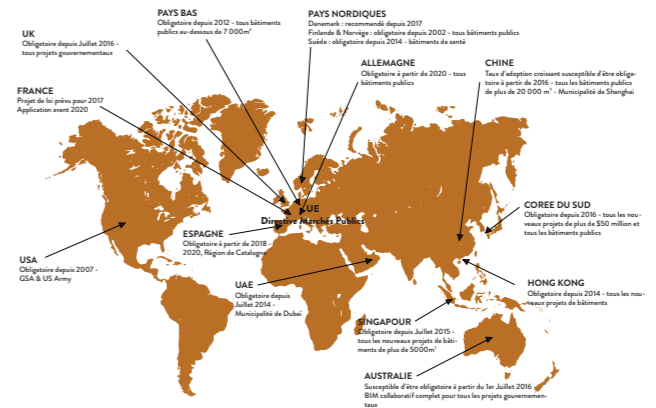 PAYS BAS
Obligatoire depuis 2012 - tous bâtiments
publics au-dessous de 7 000m²
PAYS NORDIQUES
Danemark : recommendé depuis 2017
Finlande & Norvège : obligatoire depuis 2002 - tous bâtiments publics
Suède : obligatoire depuis 2014 - bâtiments de santé
UK
Obligatoire depuis Juillet 2016 -
tous projets gouvernementaux
ALLEMAGNE
Obligatoire à partir de 2020 - tous
bâtiments publics
CHINE
Taux d'adoption croissant susceptible d'être obliga-
toire à partir de 2016 - tous les bâtiments publics
de plus de 20 000 m² - Municipalité de Shanghai
FRANCE
Projet de loi prévu pour 2017
Application avant 2020
UE
Directive Marchés Publics
COREE DU SUD
Obligatoire depuis 2016 - tous les nou-
veaux projets de plus de $50 million et
tous les bâtiments publics
ESPAGNE
Obligatoire à partir de 2018 -
2020, Région de Catalogne
USA
Obligatoire depuis 2007 -
GSA & US Army
UAE
Obligatoire depuis
Juillet 2014 -
Municipalité de Dubaï
HONG KONG
Obligatoire depuis 2014 - tous les nou-
veaux projets de bâtiments
SINGAPOUR
Obligatoire depuis Juillet 2015 -
tous les nouveaux projets de bâti-
ments de plus de 5000m²
AUSTRALIE
Susceptible d'être obligatoire à partir du 1er Juillet 2016
BIM collaboratif complet pour tous les projets gouvernemen-
taux